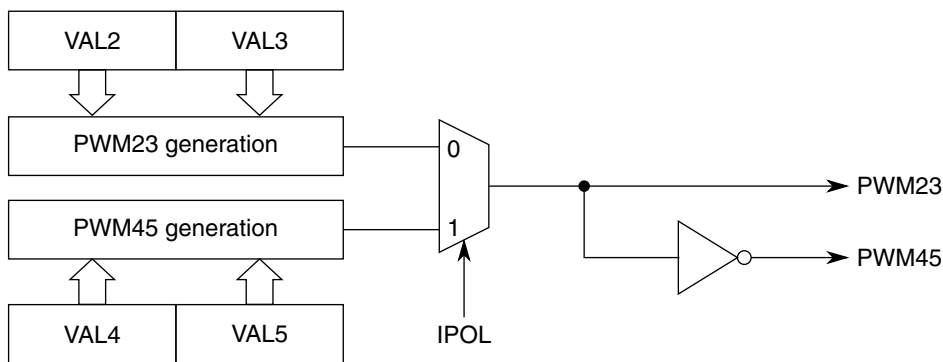 VAL2 VAL3
PWM23 generation
0
PWM23
PWM45 generation
1
PWM45
VAL4 VAL5
IPOL